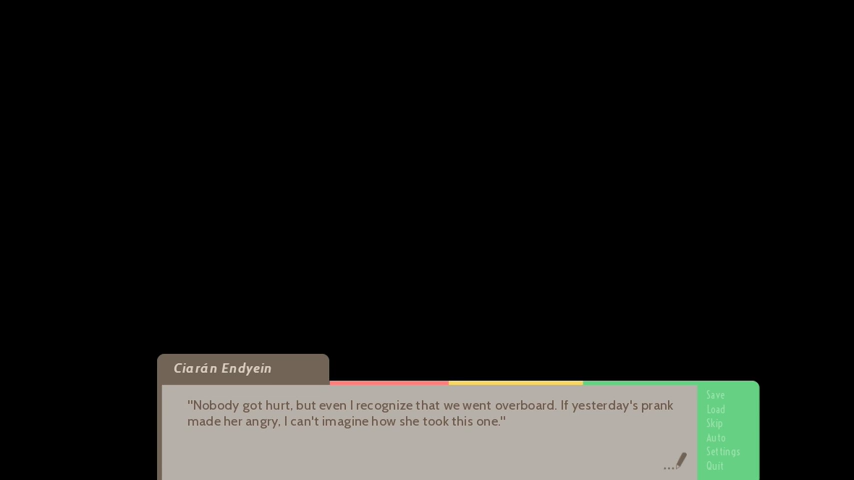 Ciarán Endyein
"Nobody got hurt, but even I recognize that we went overboard. If yesterday's prank
made her angry, I can't imagine how she took this one."
Save
Load
Skip
Auto
Settings
Quit